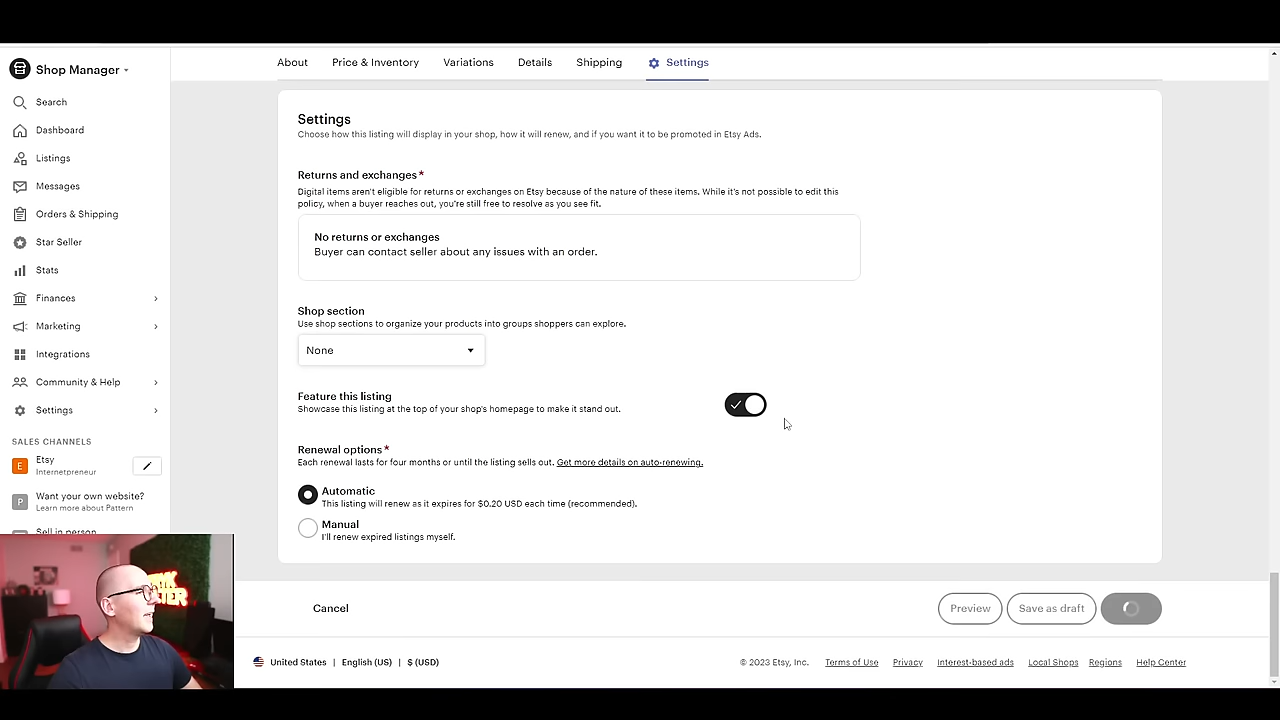 Shop Manager
Search
Dashboard
Listings
Messages
Orders & Shipping
Star Seller
Stats
Finances
Marketing
Integrations
Community & Help
Settings
SALES CHANNELS
E
Etsy
Internetpreneur
P
Want your own website?
Learn more about Pattern
Sell in person
About
Price & Inventory
Variations
Details
Shipping
Settings
Settings
Choose how this listing will display in your shop, how it will renew, and if you want it to be promoted in Etsy Ads.
Returns and exchanges*
Digital items aren't eligible for returns or exchanges on Etsy because of the nature of these items. While it's not possible to edit this
policy, when a buyer reaches out, you're still free to resolve as you see fit.
No returns or exchanges
Buyer can contact seller about any issues with an order.
Shop section
Use shop sections to organize your products into groups shoppers can explore.
None
Feature this listing
Showcase this listing at the top of your shop's homepage to make it stand out.
Renewal options*
Each renewal lasts for four months or until the listing sells out. Get more details on auto-renewing.
Automatic
This listing will renew as it expires for $0.20 USD each time (recommended).
Manual
I'll renew expired listings myself.
Cancel
Preview
Save as draft
United States | English (US) | $ (USD)
© 2023 Etsy, Inc.
Terms of Use
Privacy
Interest-based ads
Local Shops
Regions
Help Center